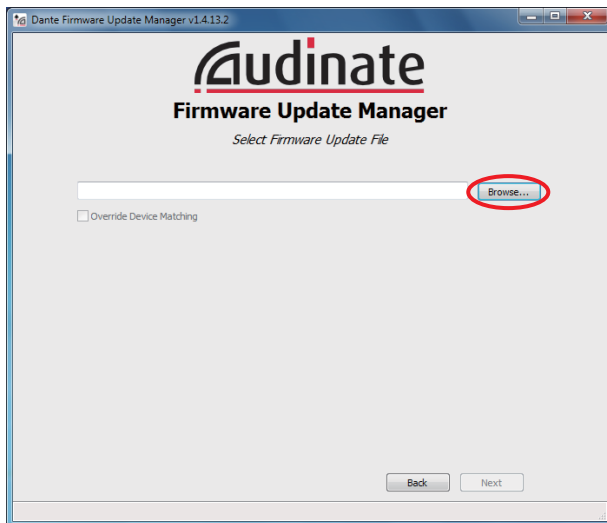 Dante Firmware Update Manager v1.4.13.2
Audinate
Firmware Update Manager
Select Firmware Update File
Browse...
Override Device Matching
Back
Next